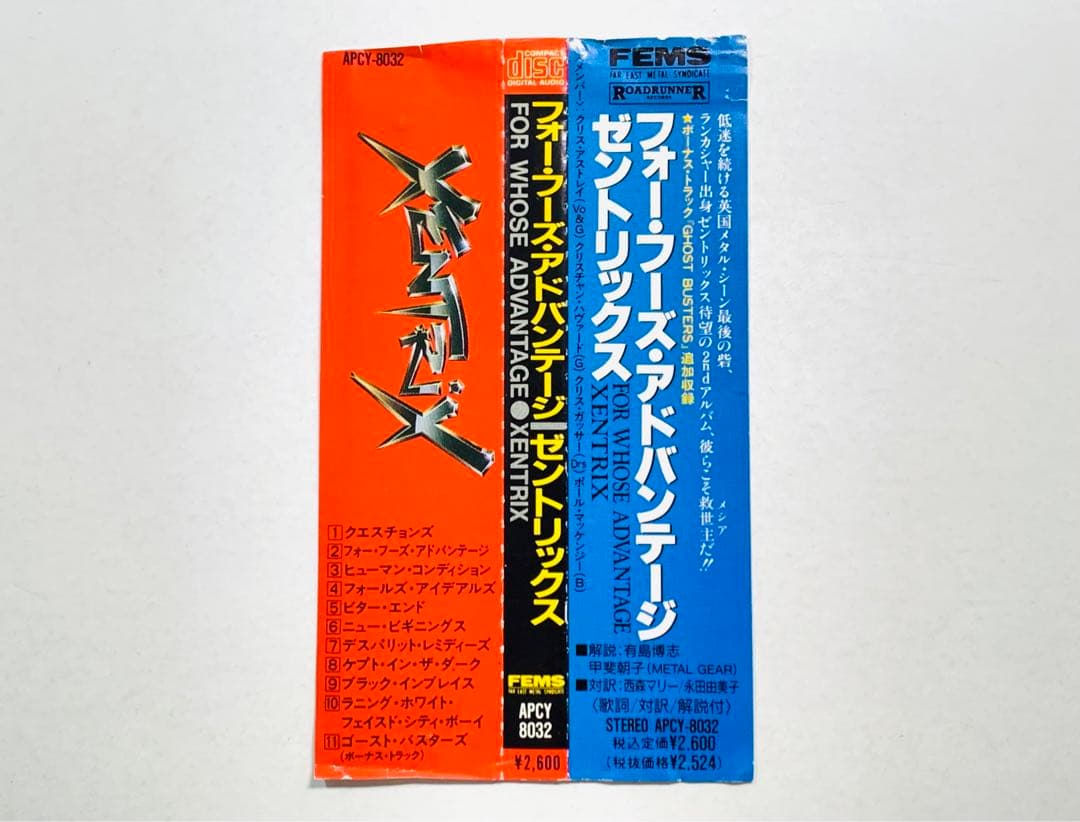 APCY-8032
XENTRIX
1 クエスチョンズ
2 フォー・フーズ・アドバンテージ
3 ヒューマン・コンディション
4 フォールズ・アイデアルズ
5 ビター・エンド
6 ニュー・ビギニングス
7 デスパリット・レミディーズ
8 ケプト・イン・ザ・ダーク
9 ブラック・インブレイス
10 ラニング・ホワイト・
フェイスド・シティ・ボーイ
11 ゴースト・バスターズ
(ボーナス・トラック)
COMPACT
disc
DIGITAL AUDIO
フォー・フーズ・アドバンテージ ゼントリックス
FOR WHOSE ADVANTAGE●XENTRIX
FEMS
FAR EAST METAL SYNDICATE
APCY
8032
¥2,600
FEMS
FAR EAST METAL SYNDICATE
ROADRUNNER
RECORDS
低迷を続ける英国メタル・シーン最後の砦、
ランカシャー出身ゼントリックス待望の2ndアルバム、彼らこそ救世主だ!!
メシア
★ボーナス・トラック「GHOST BUSTERS」追加収録
フォー・フーズ・アドバンテージ
ゼントリックス
FOR WHOSE ADVANTAGE
XENTRIX
メンバー〉:クリス・アストレイ(Vo&G) クリスチャン・ハヴァード(G) クリス・ガッサー(Drs) ポール・マッケンジー(B)
■解説:有島博志
甲斐朝子(METAL GEAR)
■対訳:西森マリー/永田由美子
〈歌詞/対訳/解説付〉
STEREO APCY-8032
税込定価¥2,600
(税抜価格¥2,524)